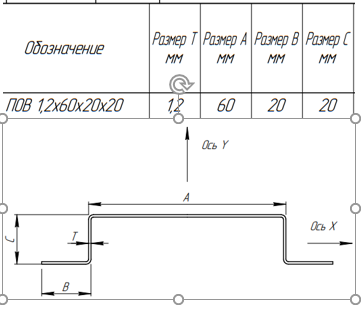 Обозначение
Размер Т мм
Размер А мм
Размер В мм
Размер С мм
ПОВ 1,2х60х20х20
1,2
60
20
20
Ось Y
А
Ось X
С
Т
В